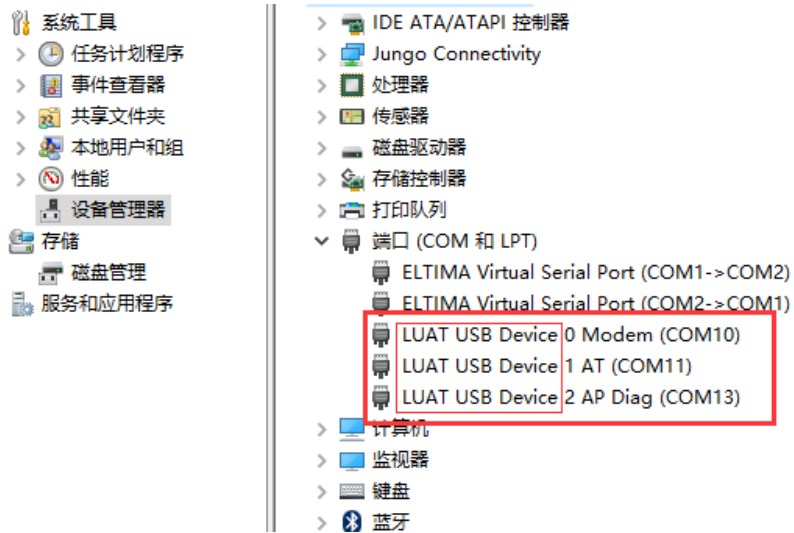 系统工具
任务计划程序
事件查看器
共享文件夹
本地用户和组
性能
设备管理器
存储
磁盘管理
服务和应用程序
IDE ATA/ATAPI 控制器
Jungo Connectivity
处理器
传感器
磁盘驱动器
存储控制器
打印队列
端口 (COM 和 LPT)
ELTIMA Virtual Serial Port (COM1->COM2)
ELTIMA Virtual Serial Port (COM2->COM1)
LUAT USB Device 0 Modem (COM10)
LUAT USB Device 1 AT (COM11)
LUAT USB Device 2 AP Diag (COM13)
计算机
监视器
键盘
蓝牙